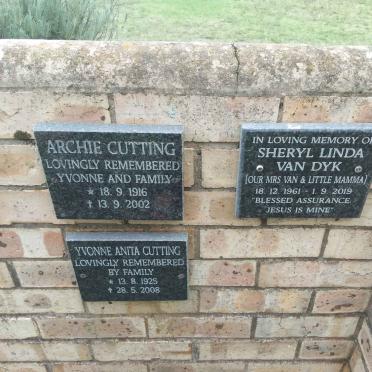 ARCHIE CUTTING
LOVINGLY REMEMBERED
YVONNE AND FAMILY
* 18. 9. 1916
† 13. 9. 2002
YVONNE ANITA CUTTING
LOVINGLY REMEMBERED
BY FAMILY
* 13. 8. 1925
† 28. 5. 2008
IN LOVING MEMORY OF
SHERYL LINDA
VAN DYK
(OUR MRS VAN & LITTLE MAMMA)
18. 12. 1961 - 1. 9. 2019
"BLESSED ASSURANCE
JESUS IS MINE"